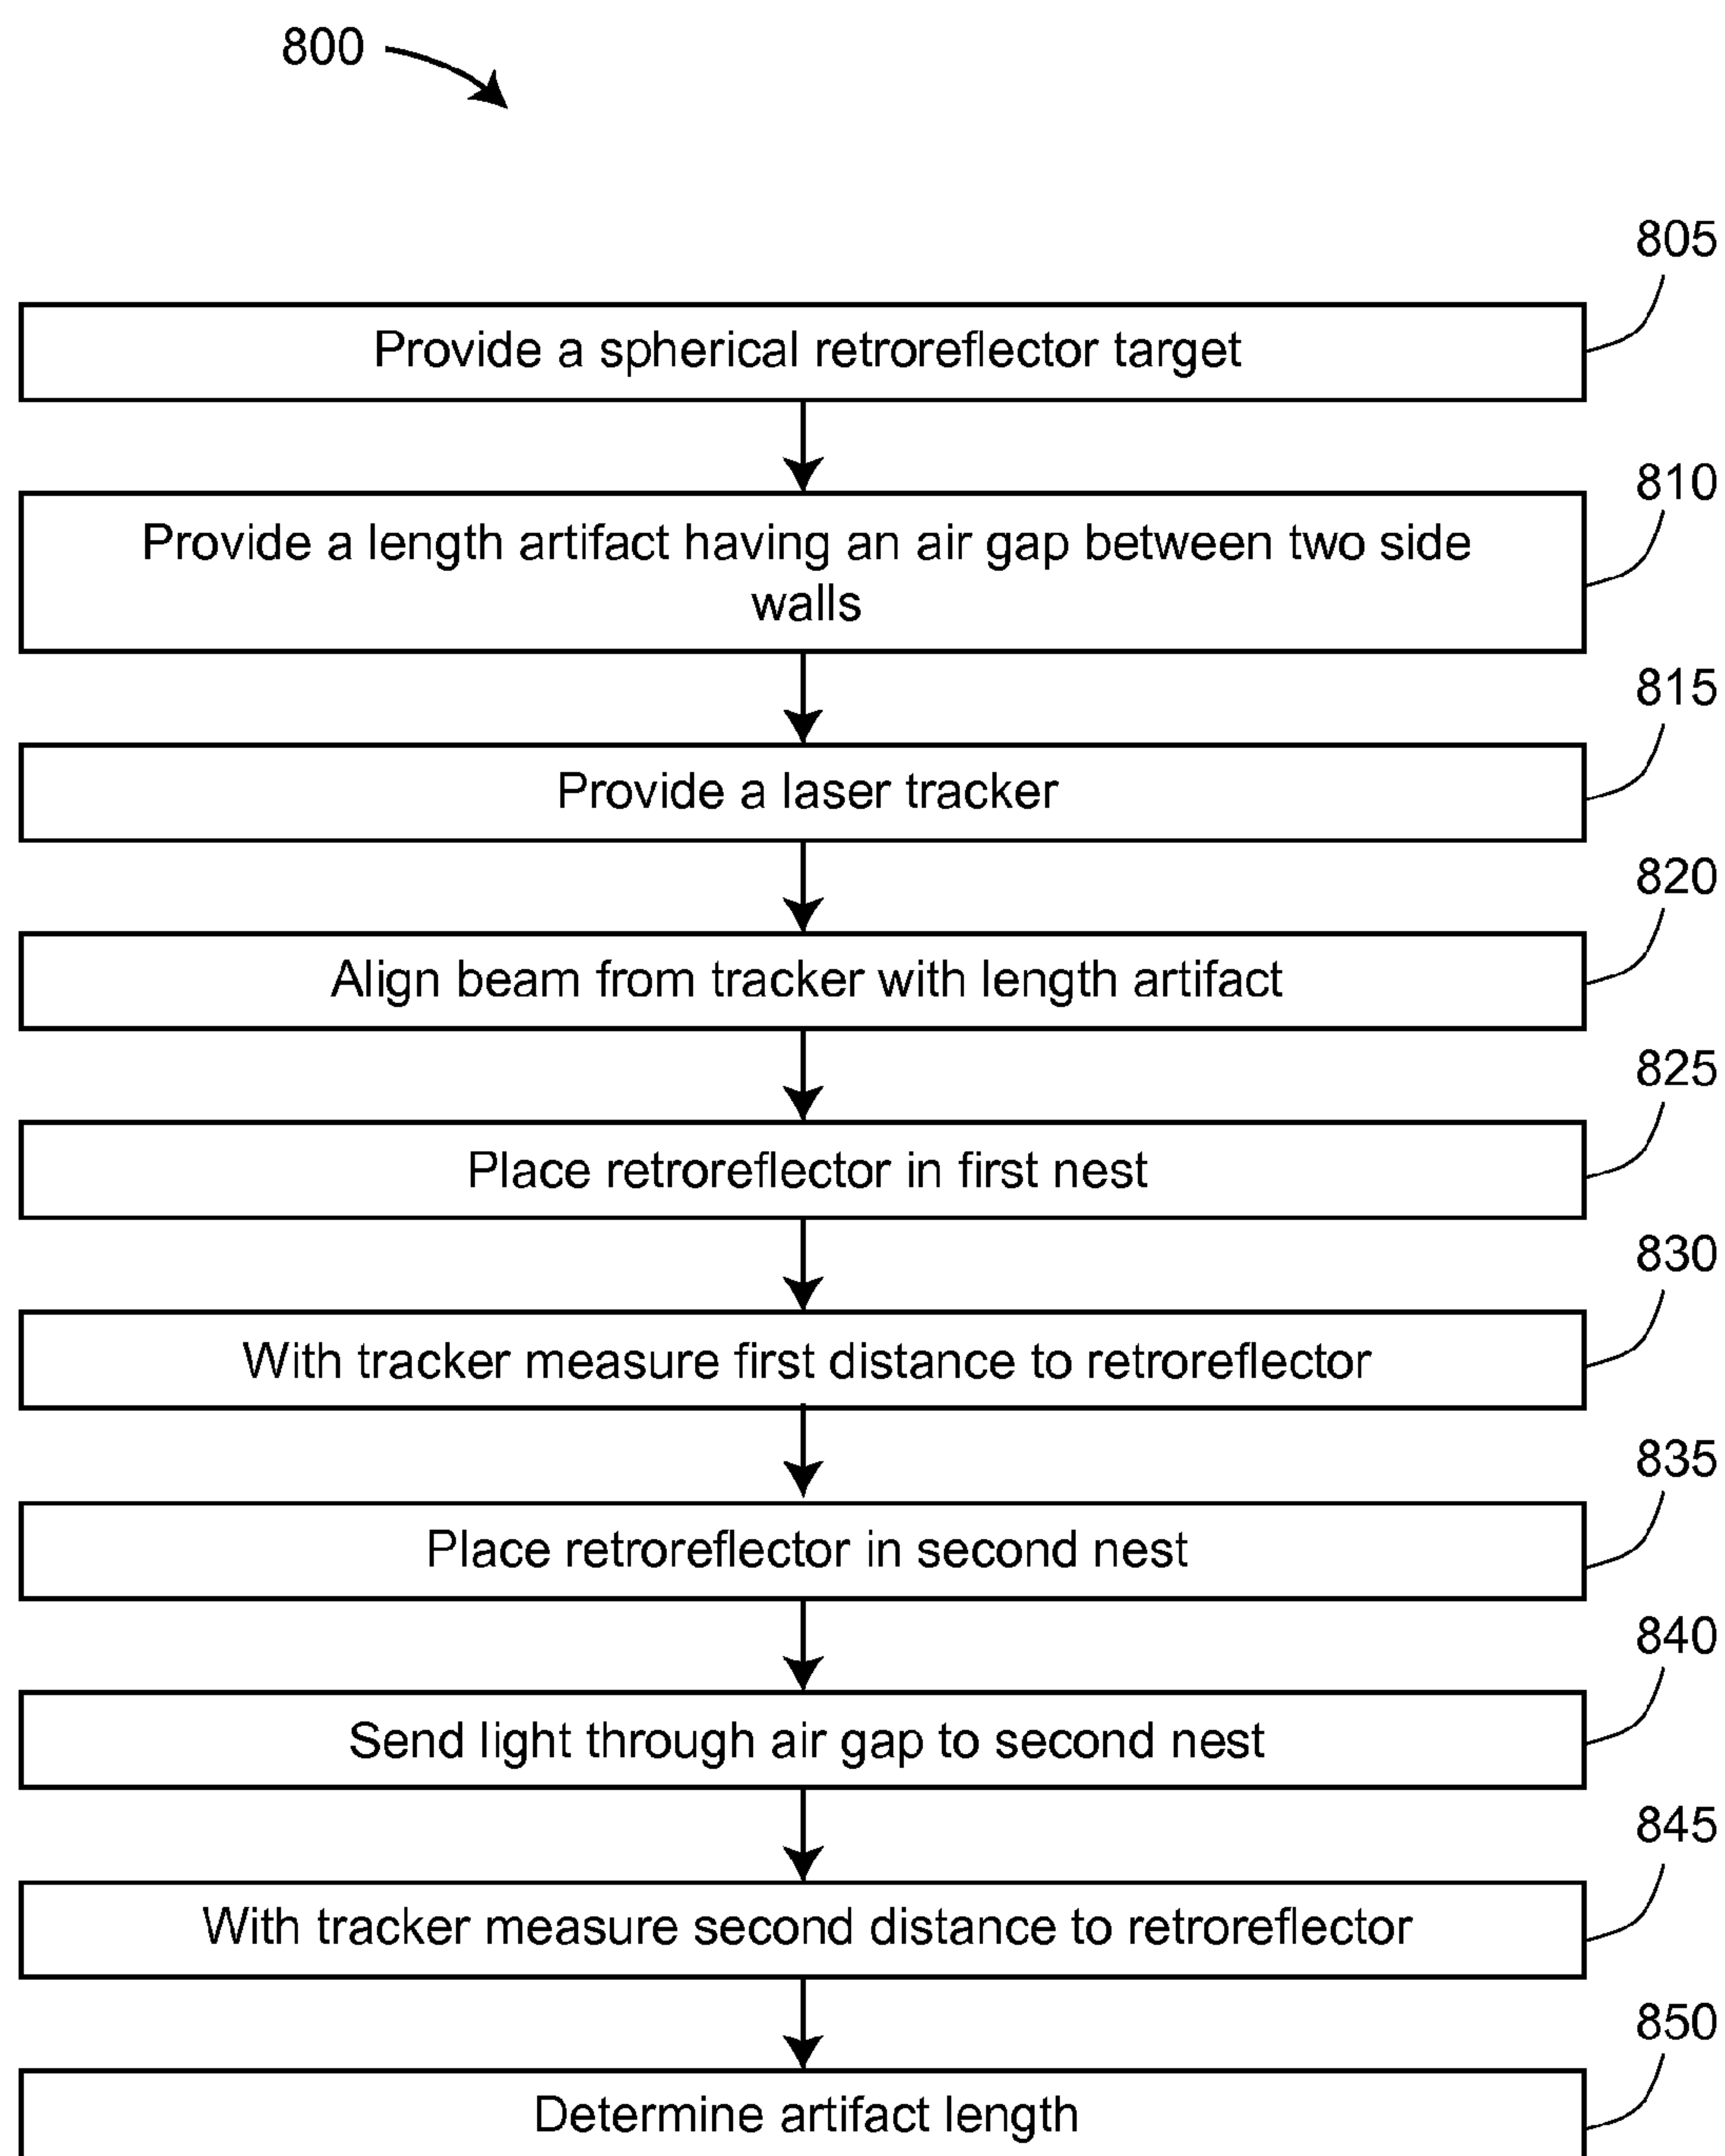 800
805
Provide a spherical retroreflector target
810
Provide a length artifact having an air gap between two side
walls
815
Provide a laser tracker
820
Align beam from tracker with length artifact
825
Place retroreflector in first nest
830
With tracker measure first distance to retroreflector
835
Place retroreflector in second nest
840
Send light through air gap to second nest
845
With tracker measure second distance to retroreflector
850
Determine artifact length